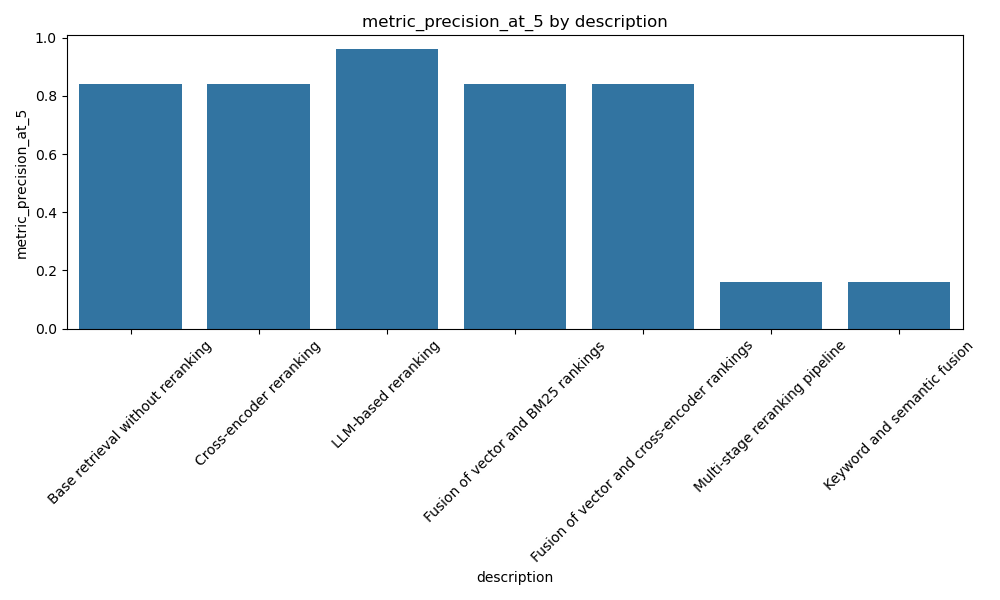 metric_precision_at_5 by description
metric_precision_at_5
1.0
0.8
0.6
0.4
0.2
0.0
Base retrieval without reranking
Cross-encoder reranking
LLM-based reranking
Fusion of vector and BM25 rankings
Fusion of vector and cross-encoder rankings
Multi-stage reranking pipeline
Keyword and semantic fusion
description